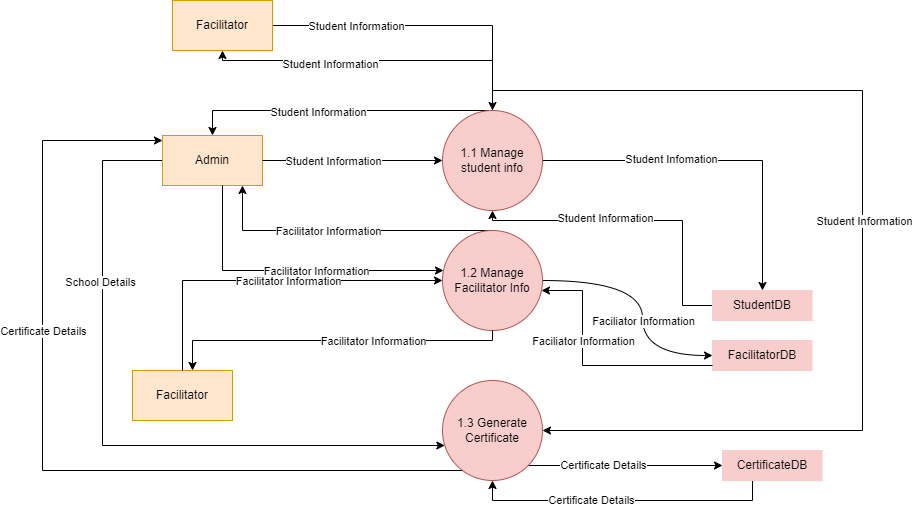 Facilitator
Student Information
Student Information
Student Information
1.1 Manage
student info
Admin
Student Information
Student Infomation
Student Information
Student Information
Facilitator Information
1.2 Manage
Facilitator Info
Facilitator Information
Facilitator Information
School Details
StudentDB
Faciliator Information
Certificate Details
Facilitator Information
Faciliator Information
FacilitatorDB
Facilitator
1.3 Generate
Certificate
Certificate Details
CertificateDB
Certificate Details